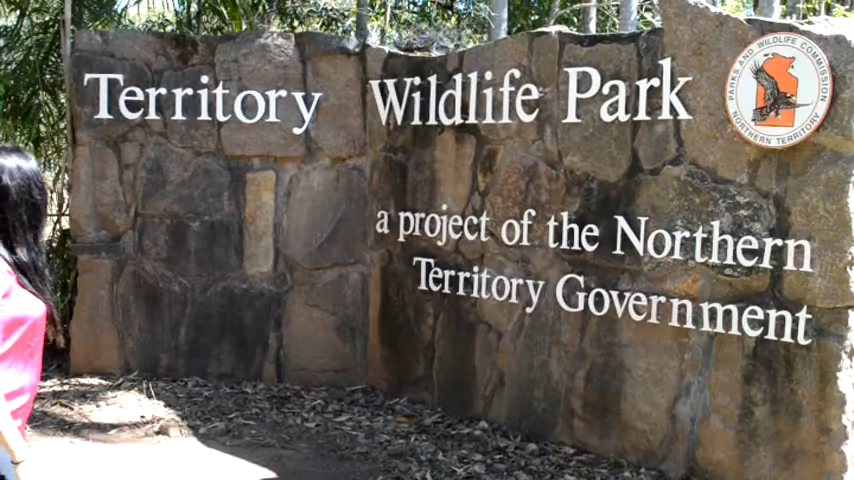 Territory Wildlife Park
PARKS AND WILDLIFE COMMISSION
NORTHERN TERRITORY
a project of the Northern
Territory Government